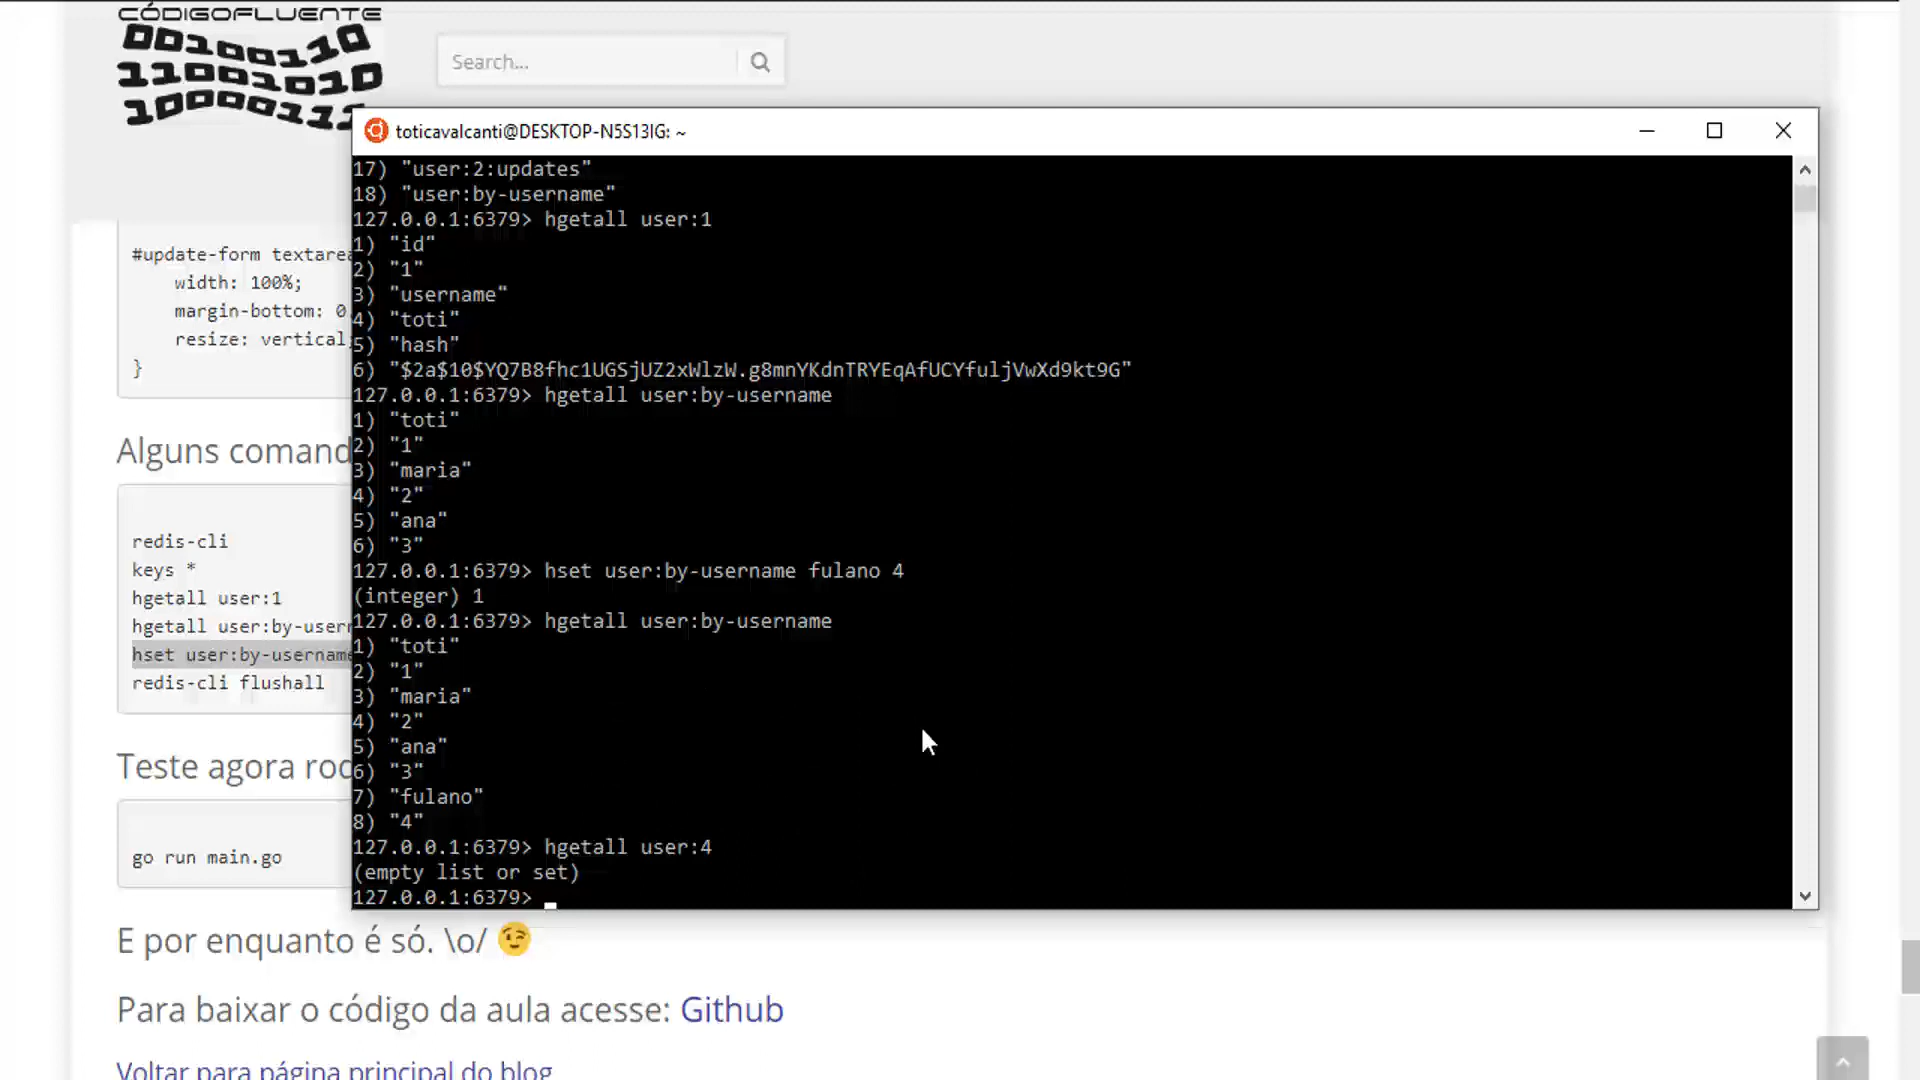 CÓDIGOFLUENTE
00100110
11001010
1000011
Search...
toticavalcanti@DESKTOP-N5S13IG: ~
17) "user:2:updates"
18) "user:by-username"
127.0.0.1:6379> hgetall user:1
1) "id"
2) "1"
3) "username"
4) "toti"
5) "hash"
6) "$2a$10$YQ7B8fhc1UGSjUZ2xWlzW.g8mnYKdnTRYEqAfUCYfuljVwXd9kt9G"
127.0.0.1:6379> hgetall user:by-username
1) "toti"
2) "1"
3) "maria"
4) "2"
5) "ana"
6) "3"
127.0.0.1:6379> hset user:by-username fulano 4
(integer) 1
127.0.0.1:6379> hgetall user:by-username
1) "toti"
2) "1"
3) "maria"
4) "2"
5) "ana"
6) "3"
7) "fulano"
8) "4"
127.0.0.1:6379> hgetall user:4
(empty list or set)
127.0.0.1:6379>
#update-form textarea
width: 100%;
margin-bottom: 0
resize: vertical
}
Alguns comand
redis-cli
keys *
hgetall user:1
hgetall user:by-usern
hset user:by-username
redis-cli flushall
Teste agora rod
go run main.go
E por enquanto é só. \o/ 😉
Para baixar o código da aula acesse: Github
Voltar para página principal do blog